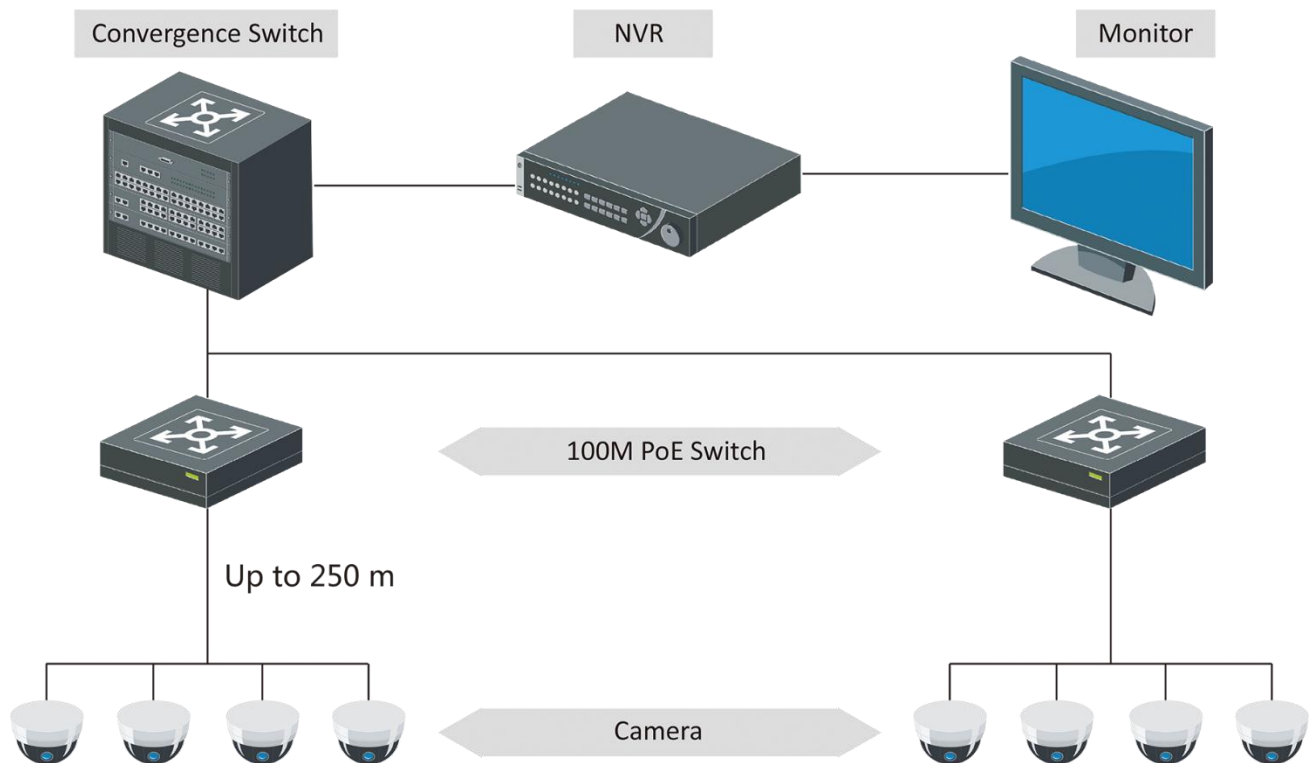 Convergence Switch
NVR
Monitor
100M PoE Switch
Up to 250 m
Camera